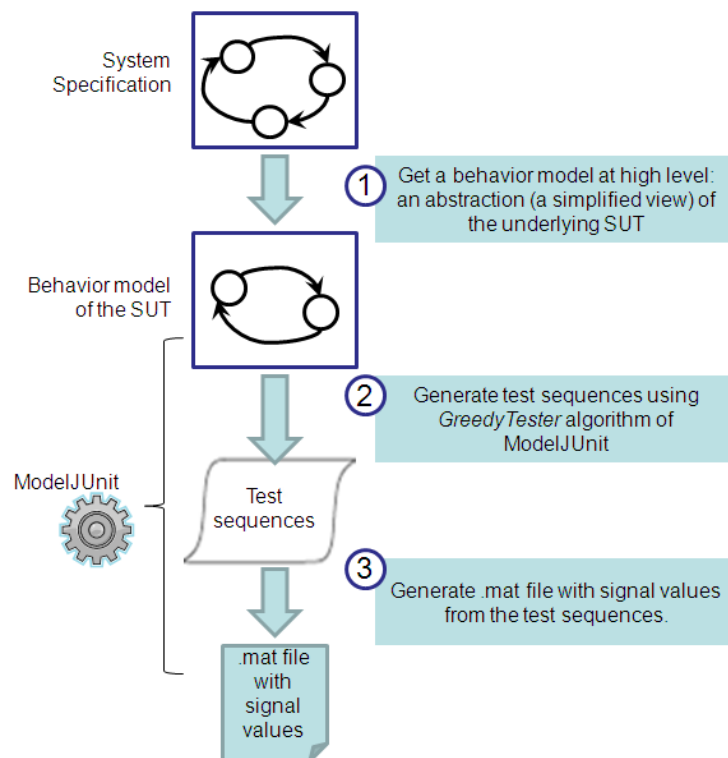 System
Specification
1
Get a behavior model at high level:
an abstraction (a simplified view) of
the underlying SUT
Behavior model
of the SUT
2
Generate test sequences using
GreedyTester algorithm of
ModelJUnit
ModelJUnit
Test
sequences
3
Generate .mat file with signal values
from the test sequences.
.mat file
with
signal
values